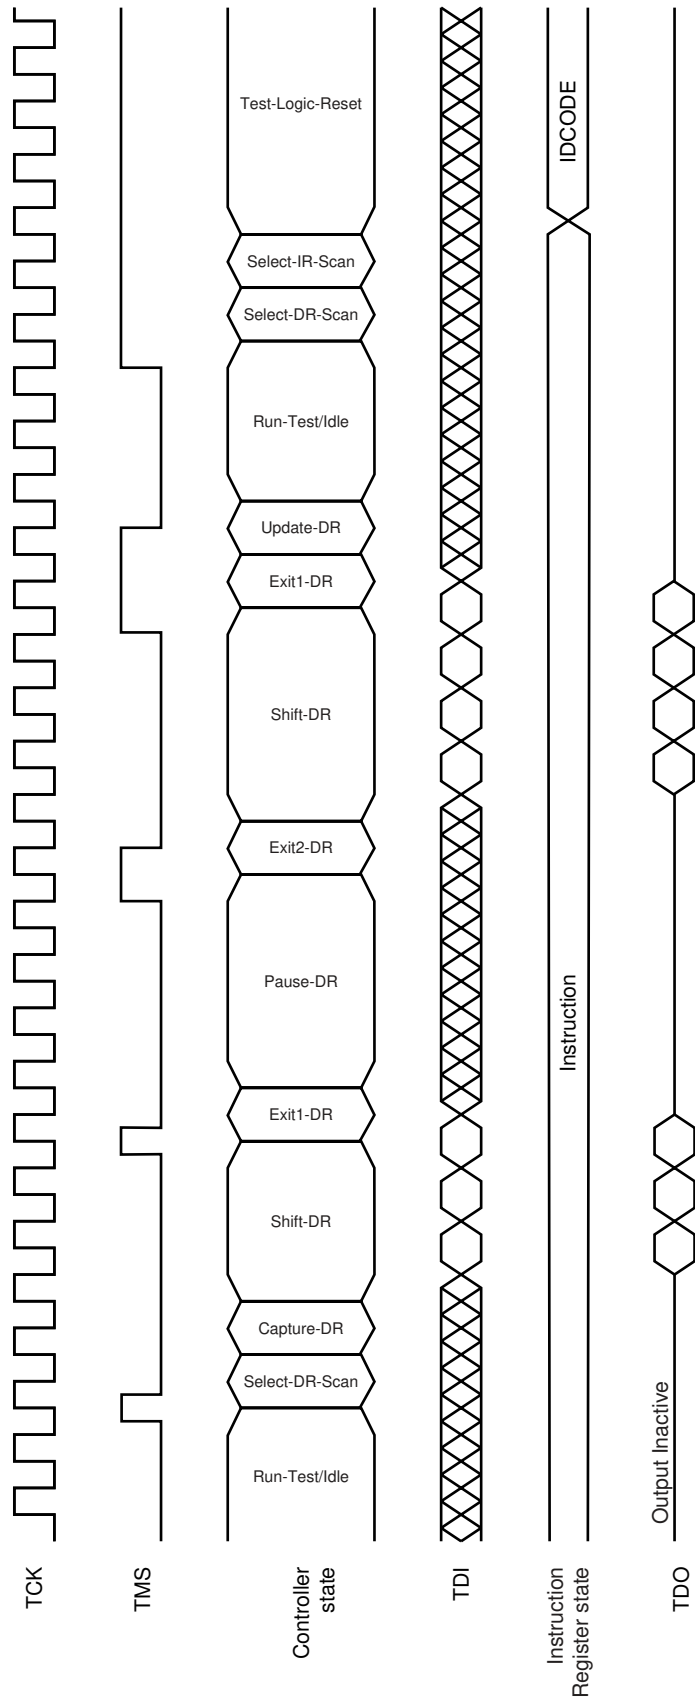 Test-Logic-Reset
IDCODE
Select-IR-Scan
Select-DR-Scan
Run-Test/Idle
Update-DR
Exit1-DR
Shift-DR
Exit2-DR
Pause-DR
Instruction
Exit1-DR
Shift-DR
Capture-DR
Select-DR-Scan
Run-Test/Idle
Output Inactive
TCK
TMS
Controller
state
TDI
Instruction
Register state
TDO